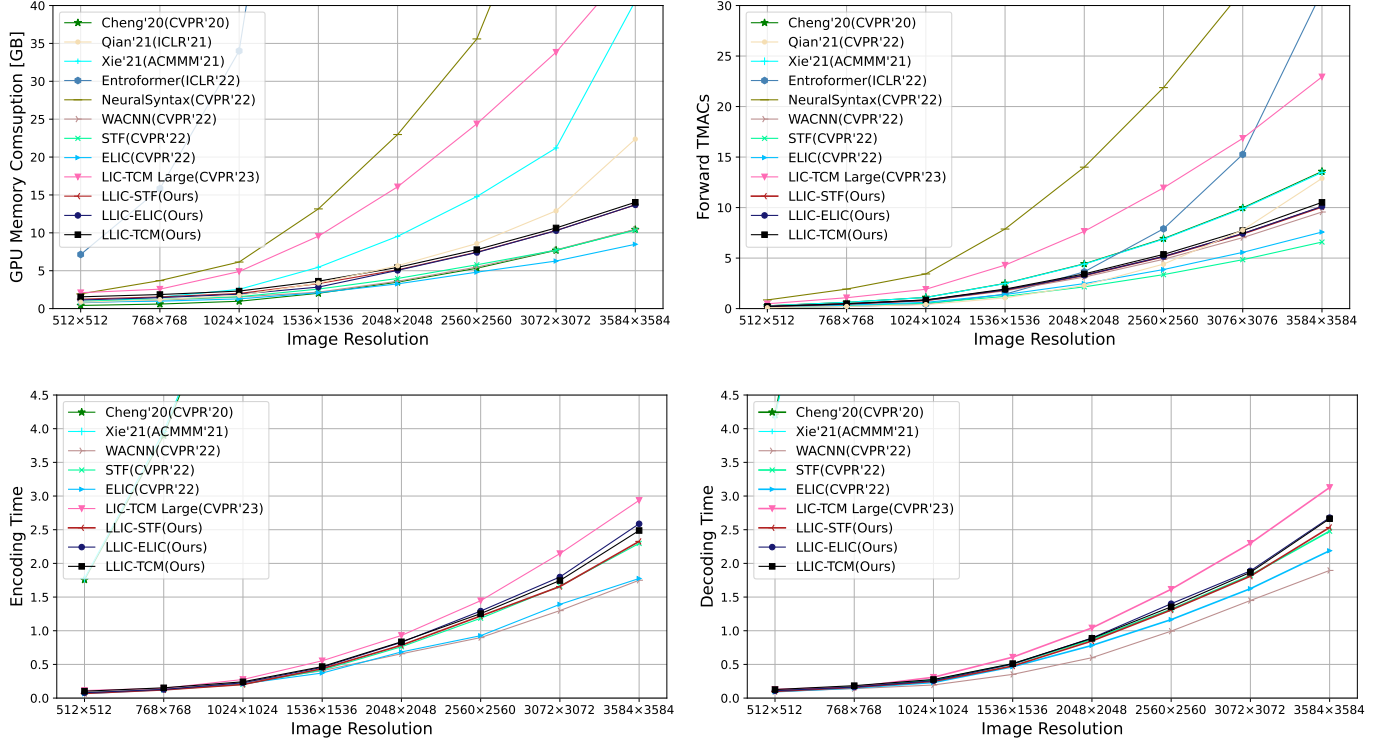 GPU Memory Comsuption [GB]
40
35
30
25
20
15
10
5
0
Cheng'20(CVPR'20)
Qian'21(ICLR'21)
Xie'21(ACMMM'21)
Entroformer(ICLR'22)
NeuralSyntax(CVPR'22)
WACNN(CVPR'22)
STF(CVPR'22)
ELIC(CVPR'22)
LIC-TCM Large(CVPR'23)
LLIC-STF(Ours)
LLIC-ELIC(Ours)
LLIC-TCM(Ours)
512×512 768×768 1024×1024 1536×1536 2048×2048 2560×2560 3072×3072 3584×3584
Image Resolution
Forward TMACs
30
25
20
15
10
5
0
Cheng'20(CVPR'20)
Qian'21(CVPR'22)
Xie'21(ACMMM'21)
Entroformer(ICLR'22)
NeuralSyntax(CVPR'22)
WACNN(CVPR'22)
STF(CVPR'22)
ELIC(CVPR'22)
LIC-TCM Large(CVPR'23)
LLIC-STF(Ours)
LLIC-ELIC(Ours)
LLIC-TCM(Ours)
512×512 768×768 1024×1024 1536×1536 2048×2048 2560×2560 3076×3076 3584×3584
Image Resolution
Encoding Time
4.5
4.0
3.5
3.0
2.5
2.0
1.5
1.0
0.5
0.0
Cheng'20(CVPR'20)
Xie'21(ACMMM'21)
WACNN(CVPR'22)
STF(CVPR'22)
ELIC(CVPR'22)
LIC-TCM Large(CVPR'23)
LLIC-STF(Ours)
LLIC-ELIC(Ours)
LLIC-TCM(Ours)
512×512 768×768 1024×1024 1536×1536 2048×2048 2560×2560 3072×3072 3584×3584
Image Resolution
Decoding Time
4.5
4.0
3.5
3.0
2.5
2.0
1.5
1.0
0.5
0.0
Cheng'20(CVPR'20)
Xie'21(ACMMM'21)
WACNN(CVPR'22)
STF(CVPR'22)
ELIC(CVPR'22)
LIC-TCM Large(CVPR'23)
LLIC-STF(Ours)
LLIC-ELIC(Ours)
LLIC-TCM(Ours)
512×512 768×768 1024×1024 1536×1536 2048×2048 2560×2560 3072×3072 3584×3584
Image Resolution